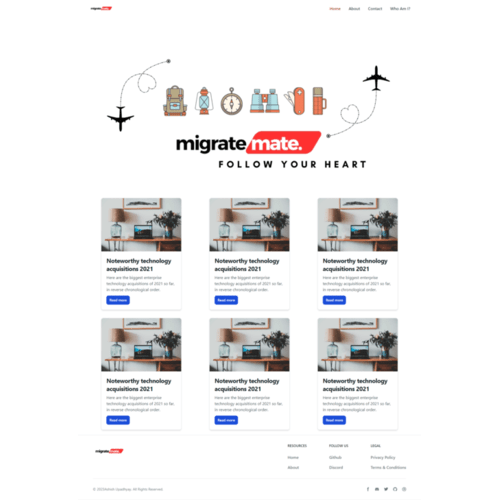 migrate mate.
Home About Contact Who Am I?
migrate mate.
FOLLOW YOUR HEART
Noteworthy technology
acquisitions 2021
Here are the biggest enterprise
technology acquisitions of 2021 so far,
in reverse chronological order.
Read more
Noteworthy technology
acquisitions 2021
Here are the biggest enterprise
technology acquisitions of 2021 so far,
in reverse chronological order.
Read more
Noteworthy technology
acquisitions 2021
Here are the biggest enterprise
technology acquisitions of 2021 so far,
in reverse chronological order.
Read more
Noteworthy technology
acquisitions 2021
Here are the biggest enterprise
technology acquisitions of 2021 so far,
in reverse chronological order.
Read more
Noteworthy technology
acquisitions 2021
Here are the biggest enterprise
technology acquisitions of 2021 so far,
in reverse chronological order.
Read more
Noteworthy technology
acquisitions 2021
Here are the biggest enterprise
technology acquisitions of 2021 so far,
in reverse chronological order.
Read more
migrate mate.
RESOURCES FOLLOW US LEGAL
Home Github Privacy Policy
About Discord Terms & Conditions
All Rights Reserved.